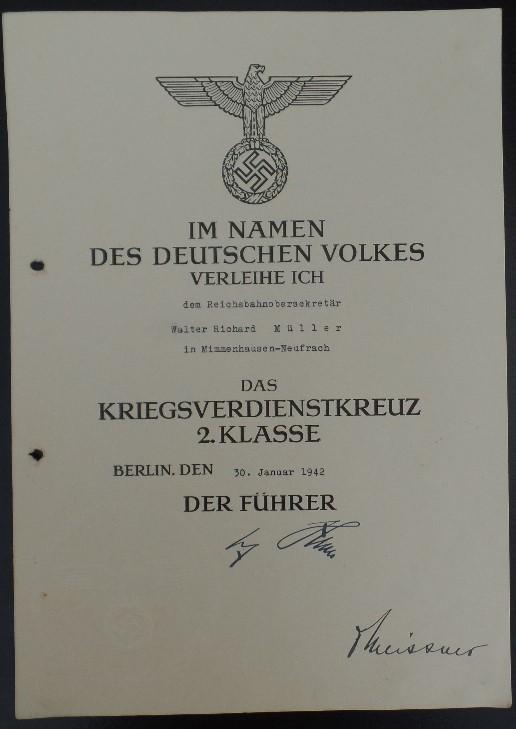 IM NAMEN
DES DEUTSCHEN VOLKES
VERLEIHE ICH
dem Reichsbahnobersekretär
Walter Richard M ü l l e r
in Mimmenhausen-Neufrach
DAS
KRIEGSVERDIENSTKREUZ
2. KLASSE
BERLIN, DEN 30. Januar 1942
DER FÜHRER
Meissner